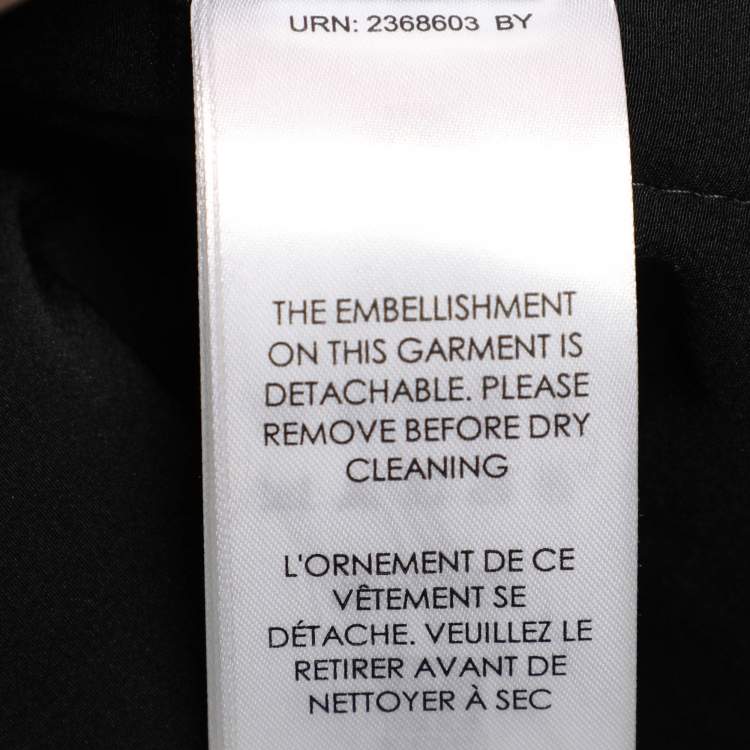 URN: 2368603 BY
THE EMBELLISHMENT
ON THIS GARMENT IS
DETACHABLE. PLEASE
REMOVE BEFORE DRY
CLEANING
L'ORNEMENT DE CE
VÊTEMENT SE
DÉTACHE. VEUILLEZ LE
RETIRER AVANT DE
NETTOYER À SEC